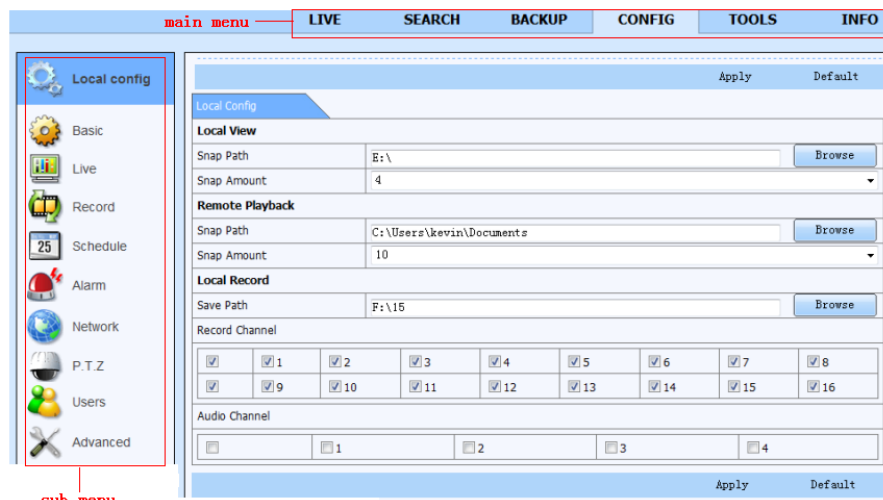 main menu LIVE SEARCH BACKUP CONFIG TOOLS INFO
Local config
Basic
Live
Record
25 Schedule
Alarm
Network
P.T.Z
Users
Advanced
sub menu
Apply Default
Local Config
Local View
Snap Path E:\ Browse
Snap Amount 4
Remote Playback
Snap Path C:\Users\kevin\Documents Browse
Snap Amount 10
Local Record
Save Path F:\15 Browse
Record Channel
1 2 3 4 5 6 7 8
9 10 11 12 13 14 15 16
Audio Channel
1 2 3 4
Apply Default